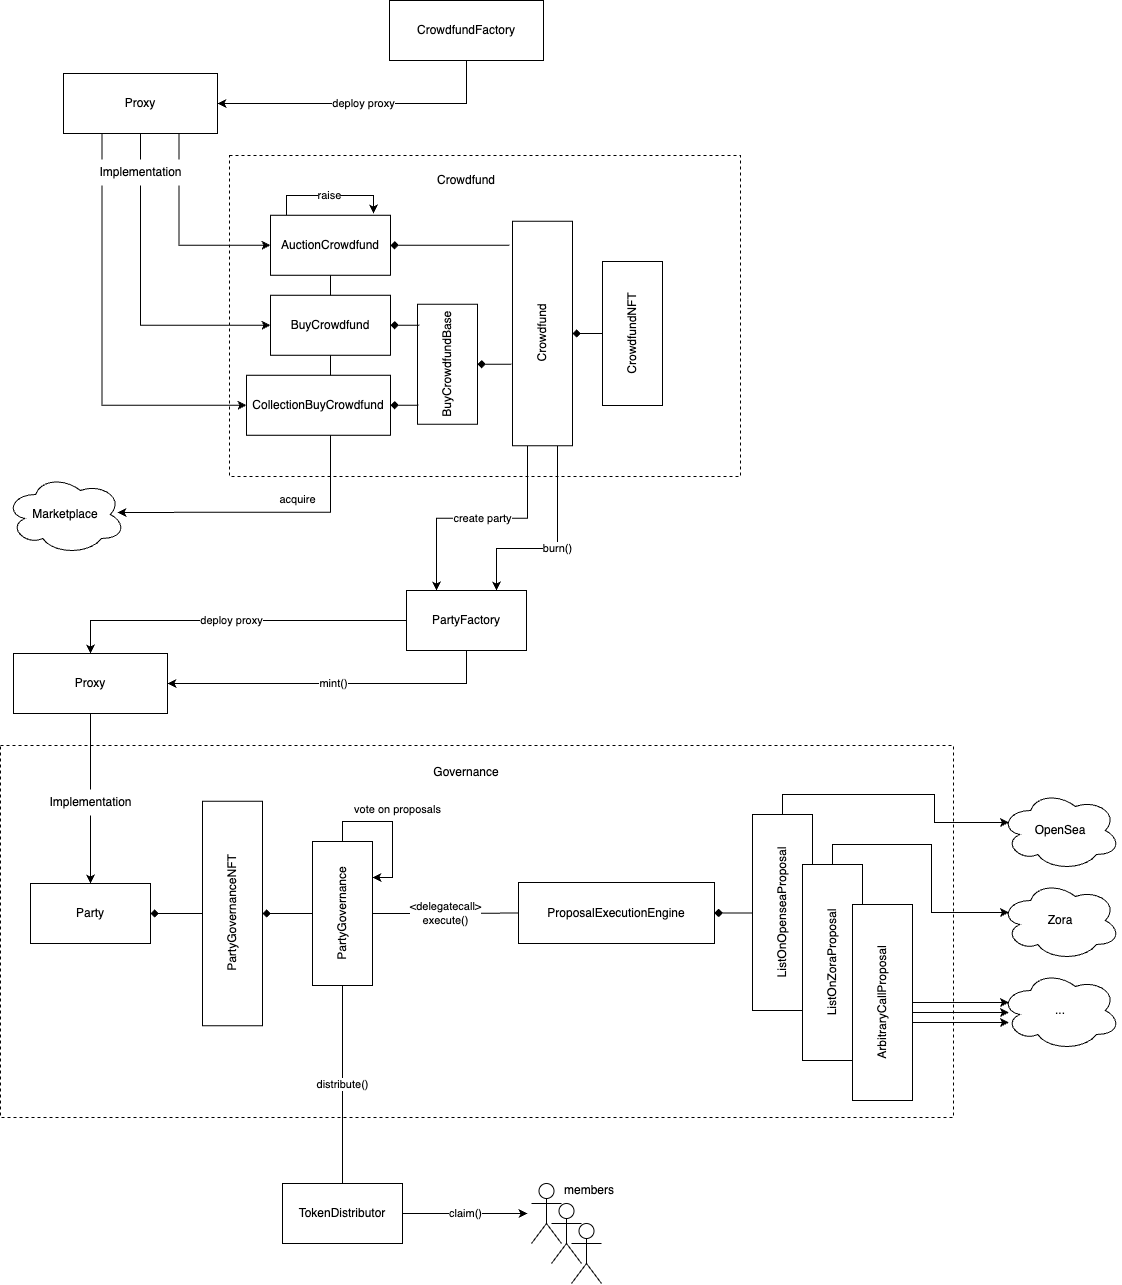 CrowdfundFactory
Proxy
deploy proxy
Implementation
Crowdfund
raise
AuctionCrowdfund
BuyCrowdfund
CollectionBuyCrowdfund
BuyCrowdfundBase
Crowdfund
CrowdfundNFT
acquire
Marketplace
create party
burn()
PartyFactory
deploy proxy
Proxy
mint()
Governance
Implementation
vote on proposals
Party
PartyGovernanceNFT
PartyGovernance
<delegatecall>
execute()
ProposalExecutionEngine
ListOnOpenseaProposal
ListOnZoraProposal
ArbitraryCallProposal
OpenSea
Zora
...
distribute()
TokenDistributor
claim()
members